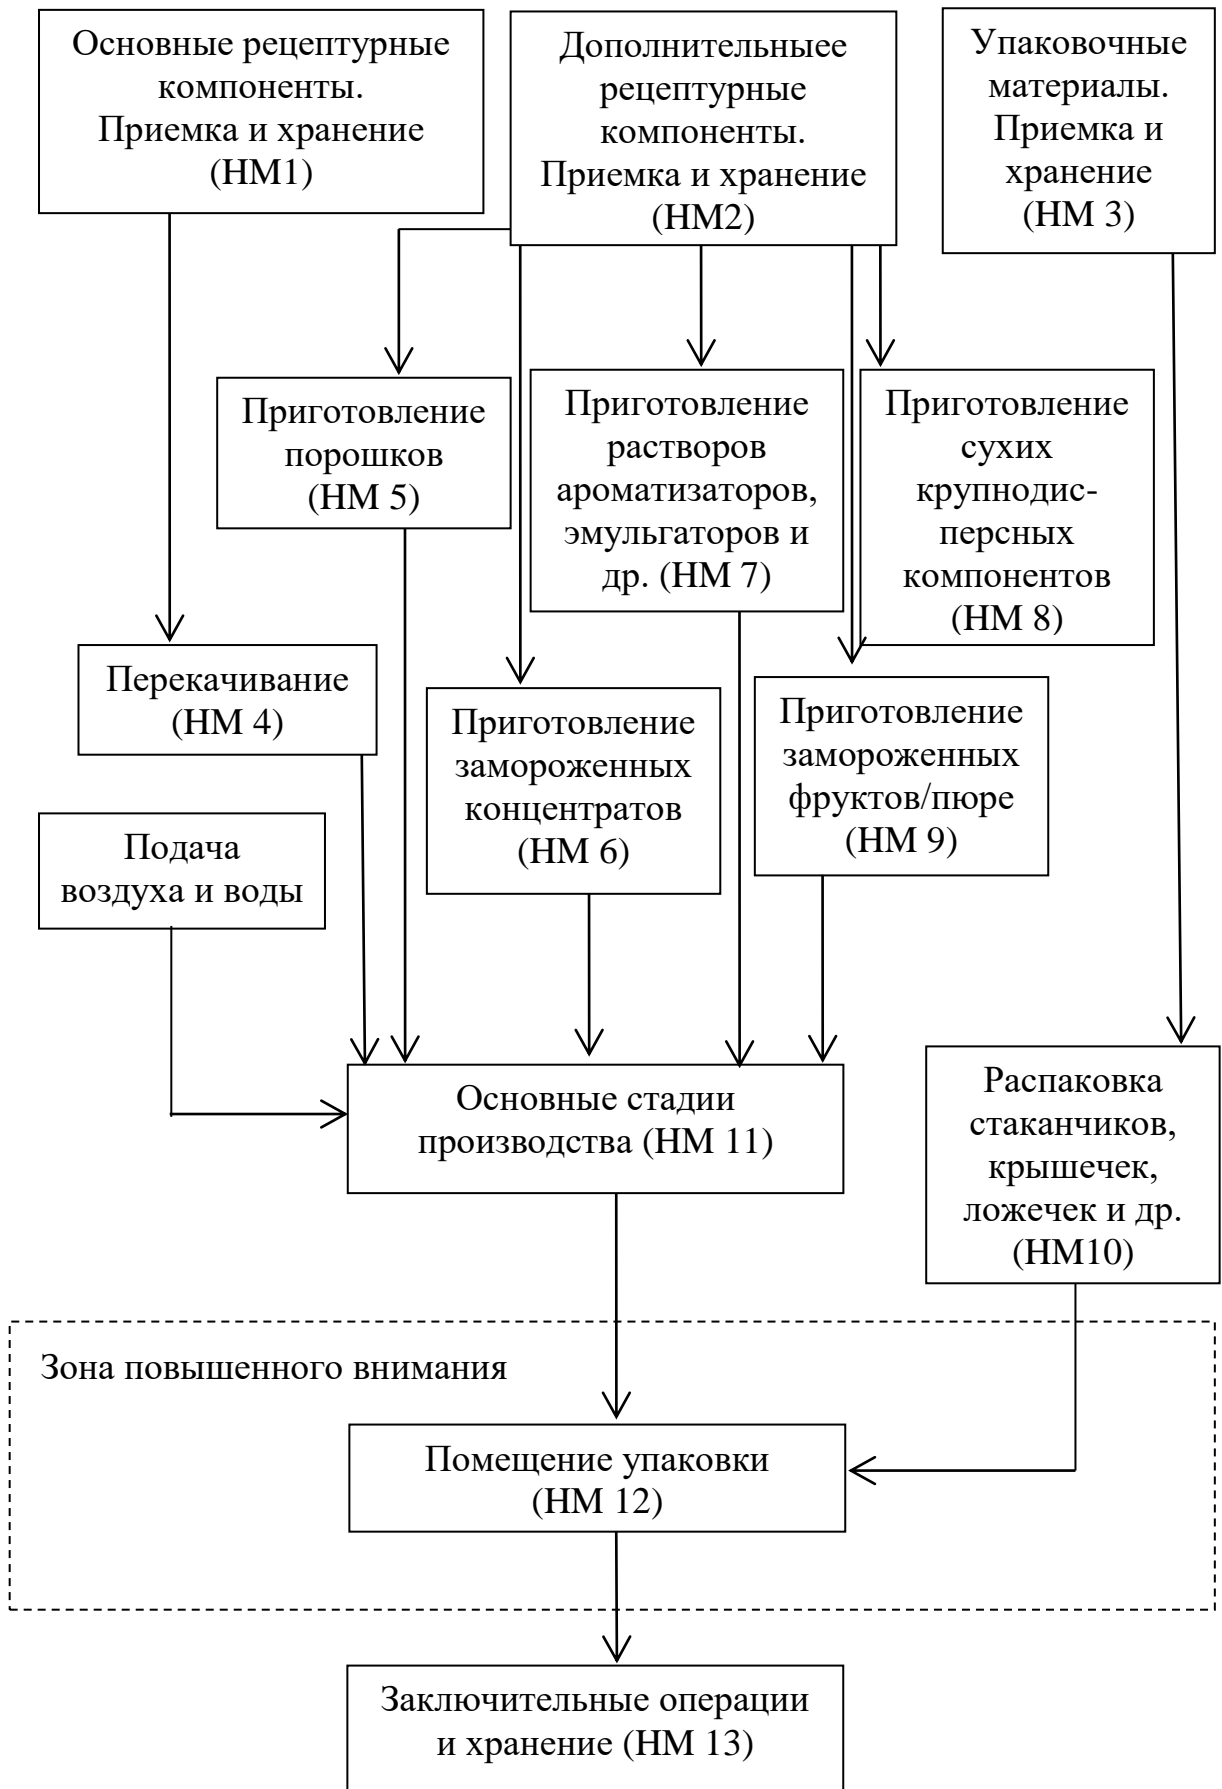 Основные рецептурные
компоненты.
Приемка и хранение
(НМ1)
Дополнительныее
рецептурные
компоненты.
Приемка и хранение
(НМ2)
Упаковочные
материалы.
Приемка и
хранение
(НМ 3)
Приготовление
порошков
(НМ 5)
Приготовление
растворов
ароматизаторов,
эмульгаторов и
др. (НМ 7)
Приготовление
сухих
крупнодис-
персных
компонентов
(НМ 8)
Перекачивание
(НМ 4)
Приготовление
замороженных
концентратов
(НМ 6)
Приготовление
замороженных
фруктов/пюре
(НМ 9)
Подача
воздуха и воды
Основные стадии
производства (НМ 11)
Распаковка
стаканчиков,
крышечек,
ложечек и др.
(НМ10)
Зона повышенного внимания
Помещение упаковки
(НМ 12)
Заключительные операции
и хранение (НМ 13)